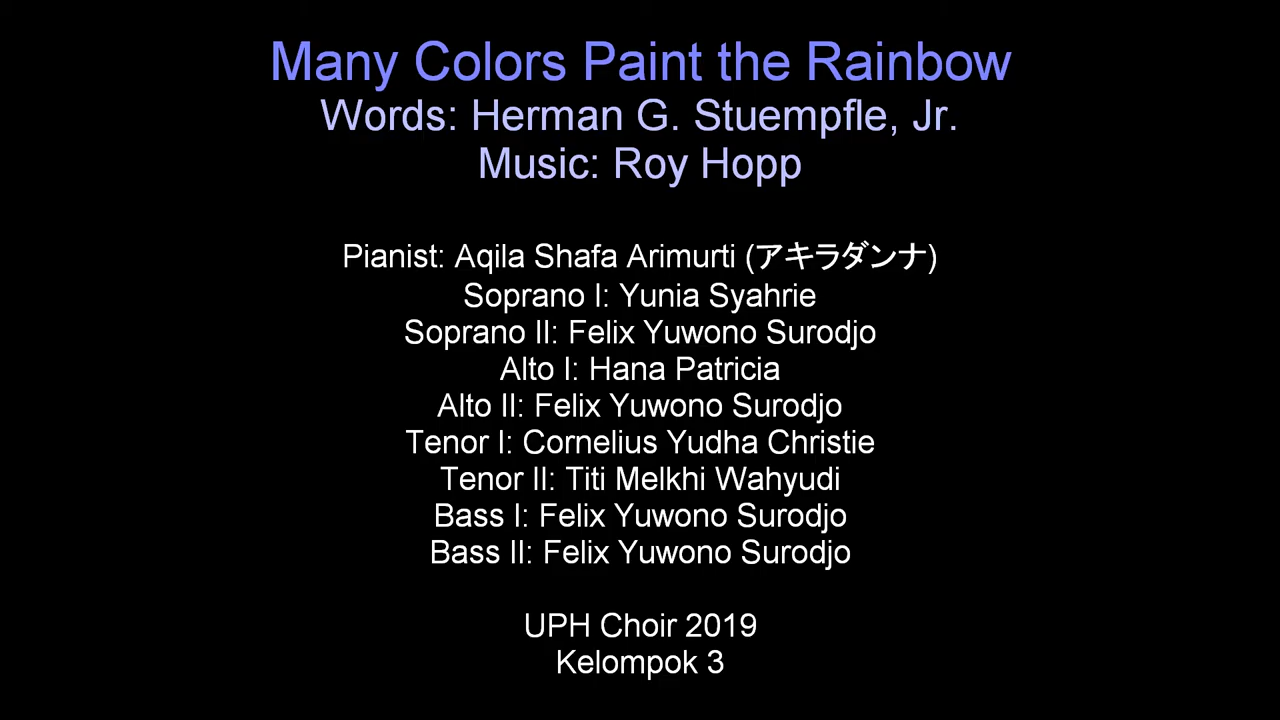 Many Colors Paint the Rainbow
Words: Herman G. Stuempfle, Jr.
Music: Roy Hopp
Pianist: Aqila Shafa Arimurti (アキラダンナ)
Soprano I: Yunia Syahrie
Soprano II: Felix Yuwono Surodjo
Alto I: Hana Patricia
Alto II: Felix Yuwono Surodjo
Tenor I: Cornelius Yudha Christie
Tenor II: Titi Melkhi Wahyudi
Bass I: Felix Yuwono Surodjo
Bass II: Felix Yuwono Surodjo
UPH Choir 2019
Kelompok 3